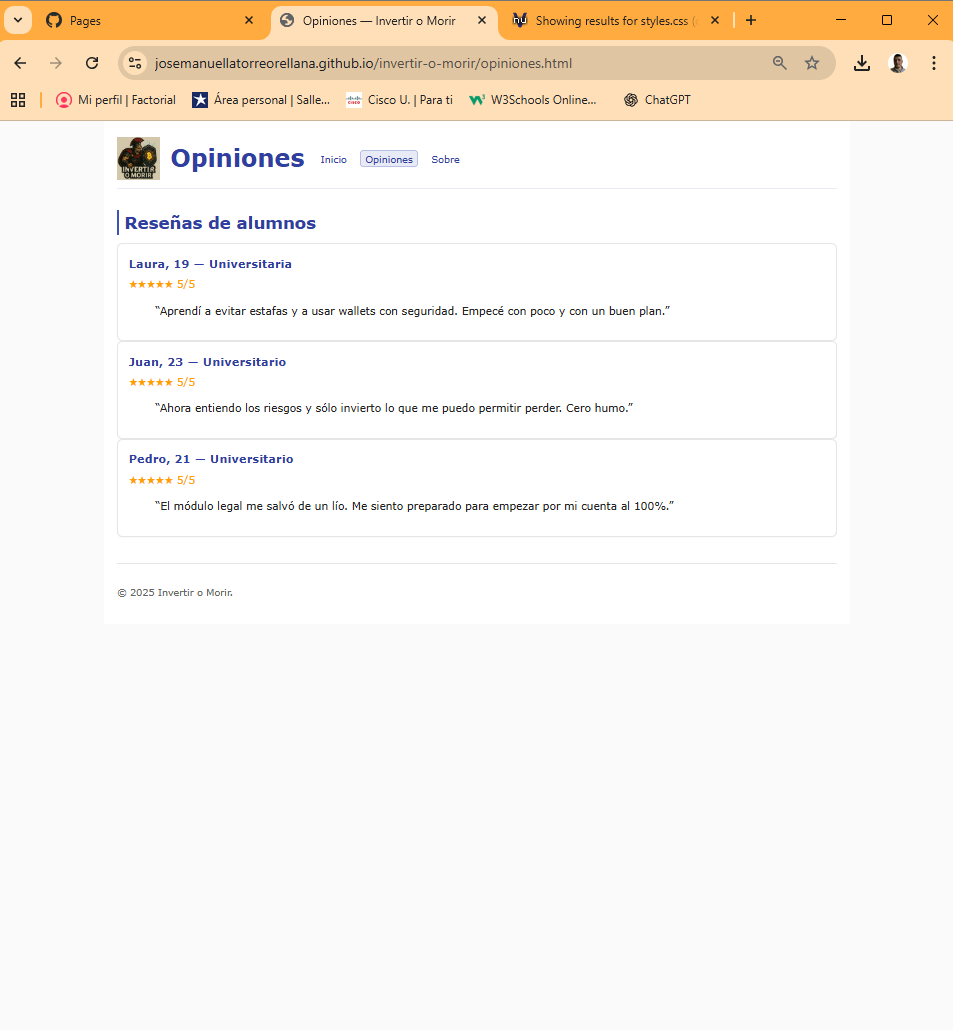 Pages
Opiniones — Invertir o Morir
Showing results for styles.css (
josemanuellatorreorellana.github.io/invertir-o-morir/opiniones.html
Mi perfil | Factorial
Área personal | Salle...
Cisco U. | Para ti
W3Schools Online...
ChatGPT
INVERTIR
O MORIR
Opiniones
Inicio
Opiniones
Sobre
Reseñas de alumnos
Laura, 19 — Universitaria
★★★★★ 5/5
“Aprendí a evitar estafas y a usar wallets con seguridad. Empecé con poco y con un buen plan.”
Juan, 23 — Universitario
★★★★★ 5/5
“Ahora entiendo los riesgos y sólo invierto lo que me puedo permitir perder. Cero humo.”
Pedro, 21 — Universitario
★★★★★ 5/5
“El módulo legal me salvó de un lío. Me siento preparado para empezar por mi cuenta al 100%.”
© 2025 Invertir o Morir.